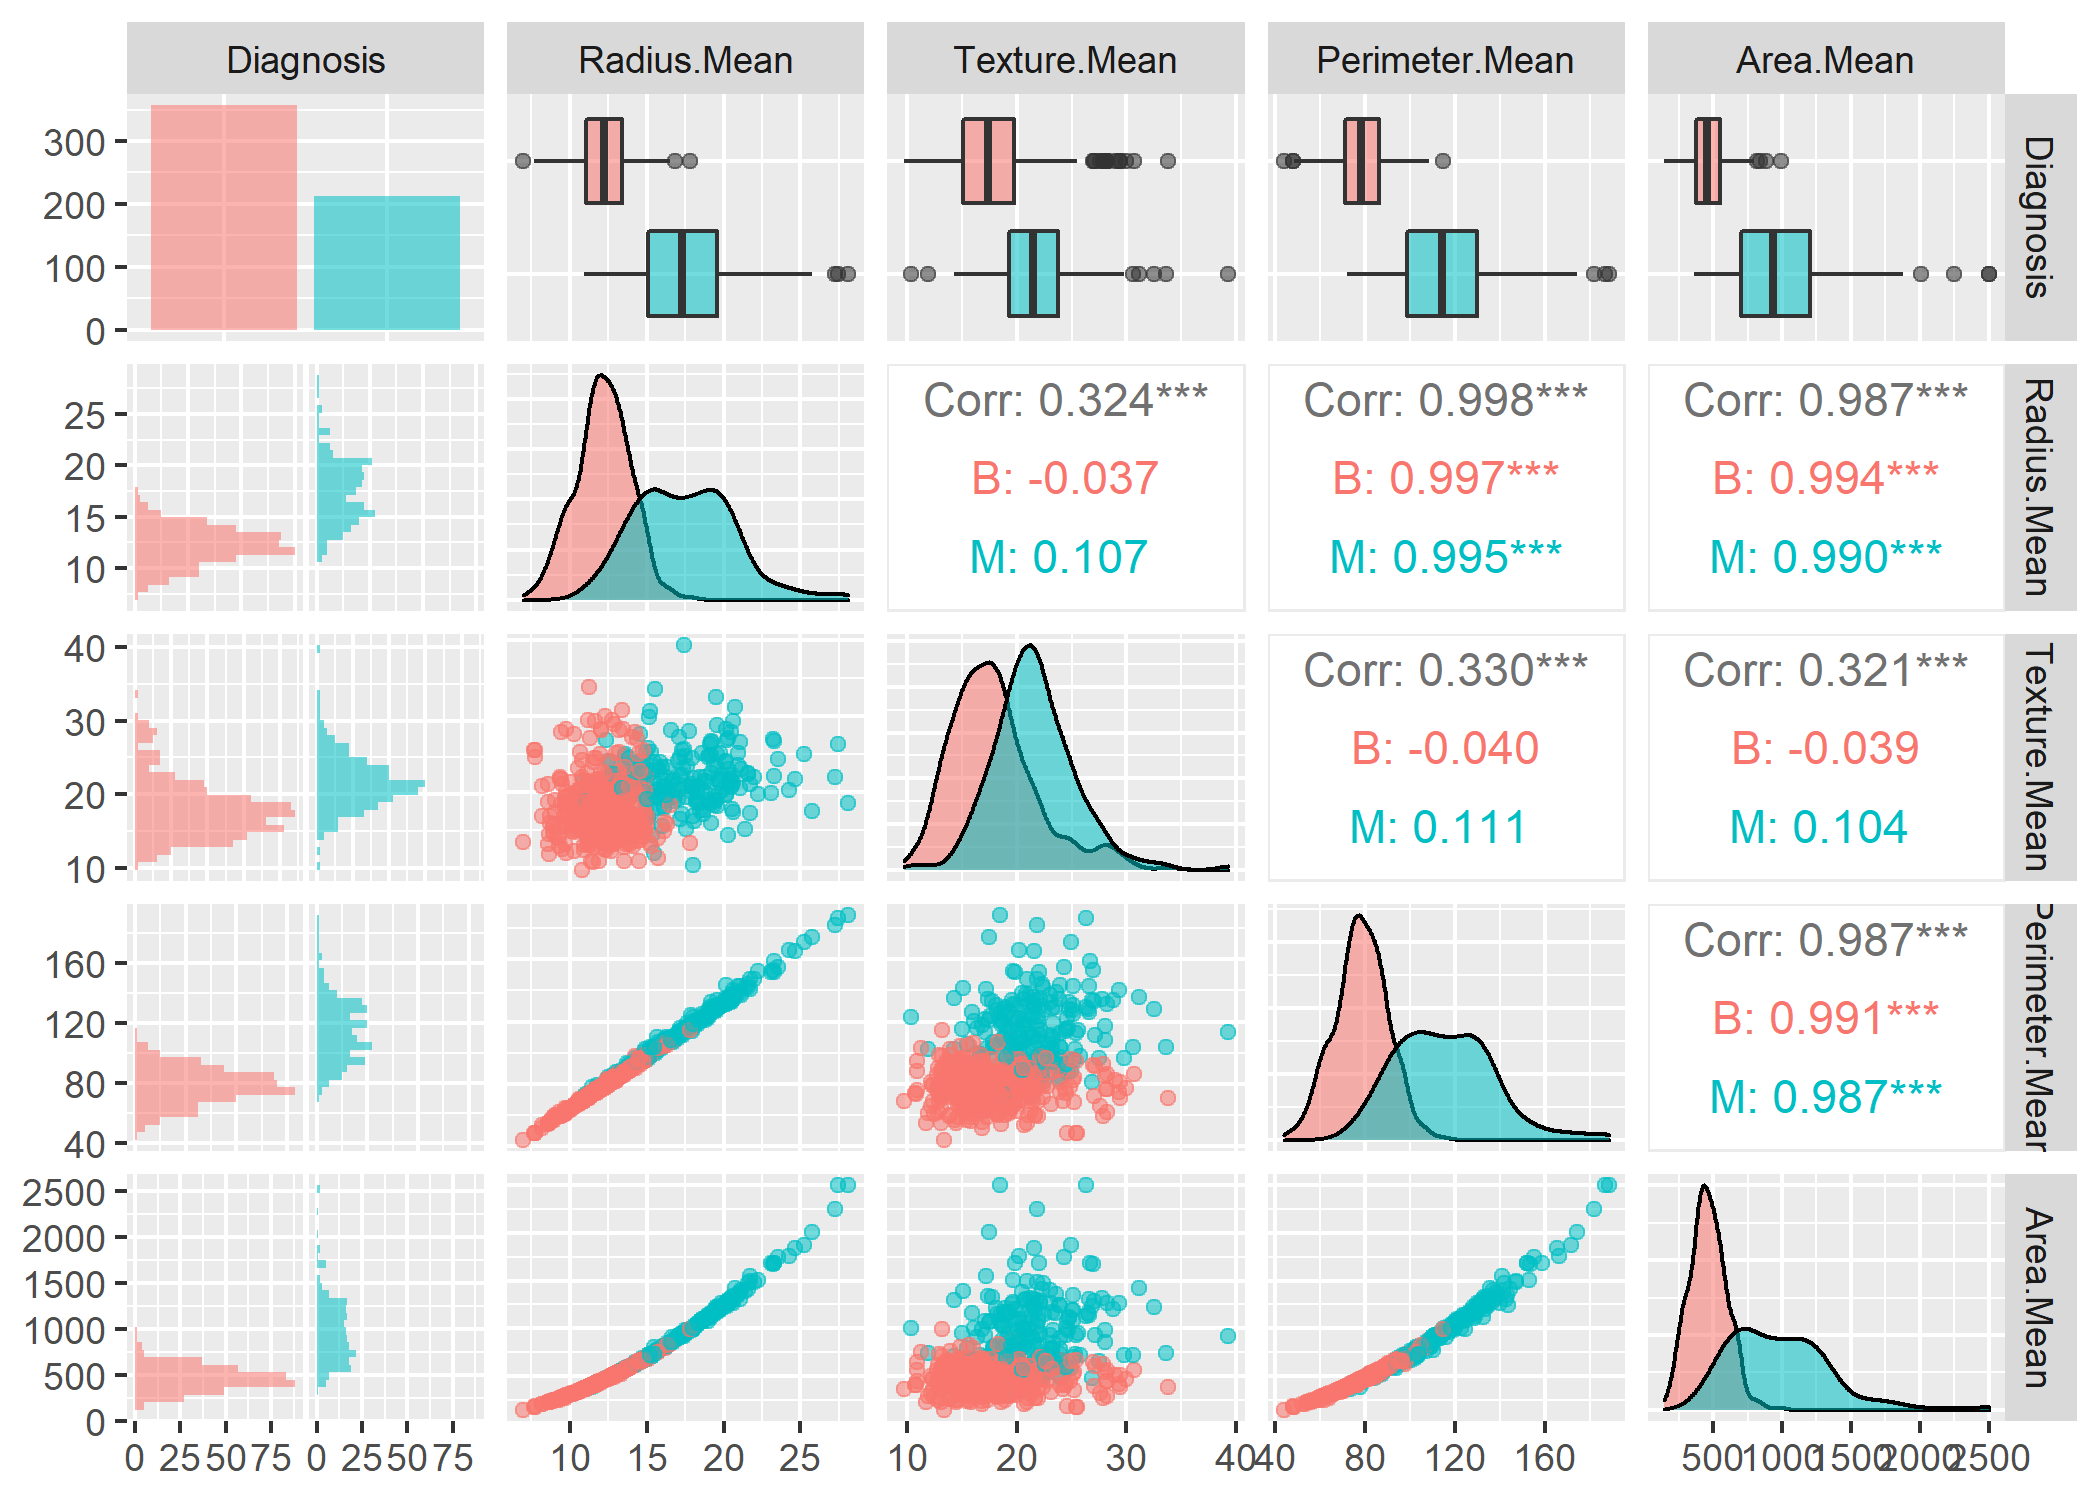 Diagnosis
Radius.Mean
Texture.Mean
Perimeter.Mean
Area.Mean
300
200
100
0
Diagnosis
25
20
15
10
Corr: 0.324***
B: -0.037
M: 0.107
Corr: 0.998***
B: 0.997***
M: 0.995***
Corr: 0.987***
B: 0.994***
M: 0.990***
Radius.Mean
40
30
20
10
Corr: 0.330***
B: -0.040
M: 0.111
Corr: 0.321***
B: -0.039
M: 0.104
Texture.Mean
160
120
80
40
Corr: 0.987***
B: 0.991***
M: 0.987***
Perimeter.Mean
2500
2000
1500
1000
500
0
Area.Mean
0 25 50 75 0 25 50 75
10 15 20 25
10 20 30 40
40 80 120 160
500 1000 1500 2000 2500